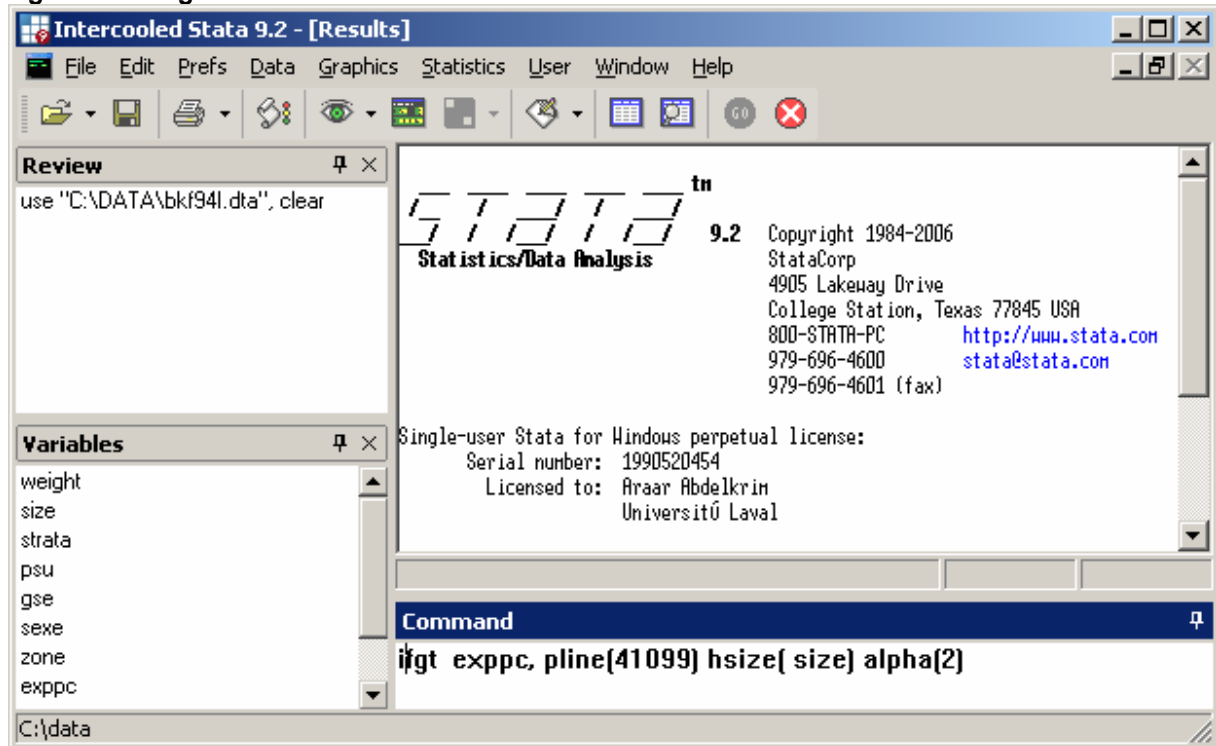 Intercooled Stata 9.2 - [Results]
File Edit Prefs Data Graphics Statistics User Window Help
GO
Review
use "C:\DATA\bkf94I.dta", clear
Variables
weight
size
strata
psu
gse
sexe
zone
exppc
STATA tm
9.2 Copyright 1984-2006
Statistics/Data Analysis StataCorp
4905 Lakeway Drive
College Station, Texas 77845 USA
800-STATA-PC http://www.stata.com
979-696-4600 stata@stata.com
979-696-4601 (fax)
Single-user Stata for Windows perpetual license:
Serial number: 1990520454
Licensed to: Araar Abdelkrim
UniversitÚ Laval
Command
ifgt exppc, pline(41099) hsize( size) alpha(2)
C:\data